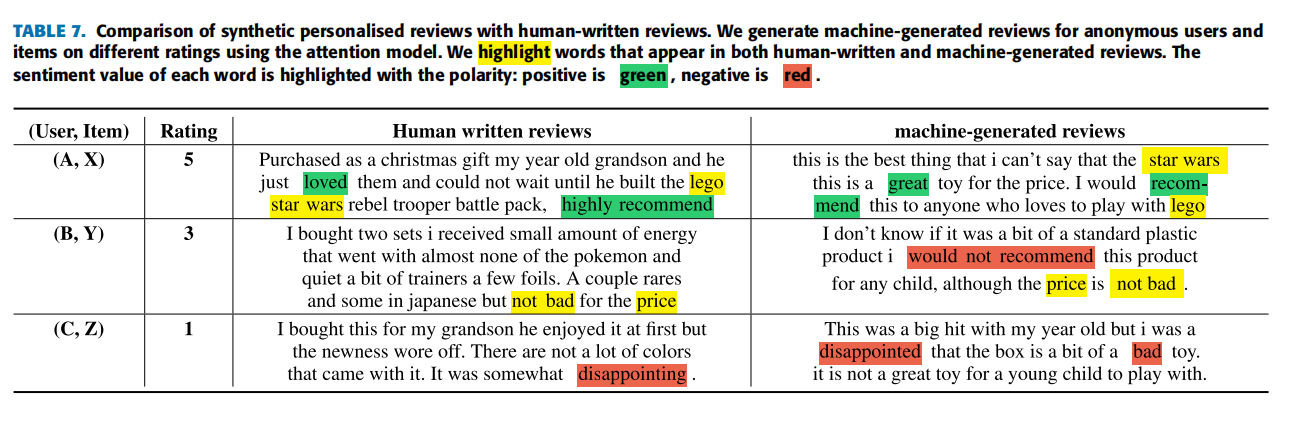 TABLE 7. Comparison of synthetic personalised reviews with human-written reviews. We generate machine-generated reviews for anonymous users and
items on different ratings using the attention model. We highlight words that appear in both human-written and machine-generated reviews. The
sentiment value of each word is highlighted with the polarity: positive is green, negative is red.
(User, Item) Rating Human written reviews machine-generated reviews
(A, X) 5
Purchased as a christmas gift my year old grandson and he
just loved them and could not wait until he built the lego
star wars rebel trooper battle pack, highly recommend
this is the best thing that i can't say that the star wars
this is a great toy for the price. I would recom-
mend this to anyone who loves to play with lego
(B, Y) 3
I bought two sets i received small amount of energy
that went with almost none of the pokemon and
quiet a bit of trainers a few foils. A couple rares
and some in japanese but not bad for the price
I don't know if it was a bit of a standard plastic
product i would not recommend this product
for any child, although the price is not bad .
(C, Z) 1
I bought this for my grandson he enjoyed it at first but
the newness wore off. There are not a lot of colors
that came with it. It was somewhat disappointing .
This was a big hit with my year old but i was a
disappointed that the box is a bit of a bad toy.
it is not a great toy for a young child to play with.